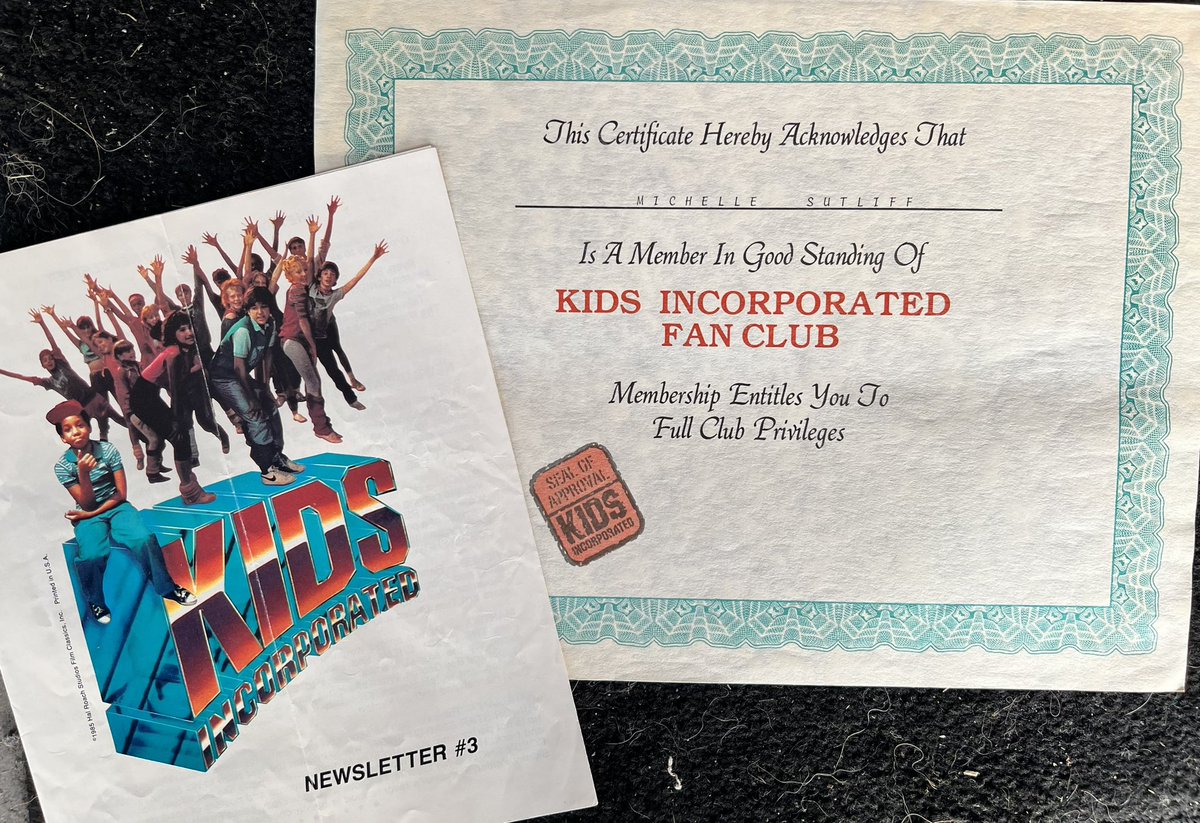 This Certificate Hereby Acknowledges That
MICHELLE SUTLIFF
Is A Member In Good Standing Of
KIDS INCORPORATED
FAN CLUB
Membership Entitles You To
Full Club Privileges
SEAL OF
APPROVAL
KIDS
INCORPORATED
KIDS
INCORPORATED
©1985 Hal Roach Studios Film Classics, Inc. Printed in U.S.A.
NEWSLETTER #3